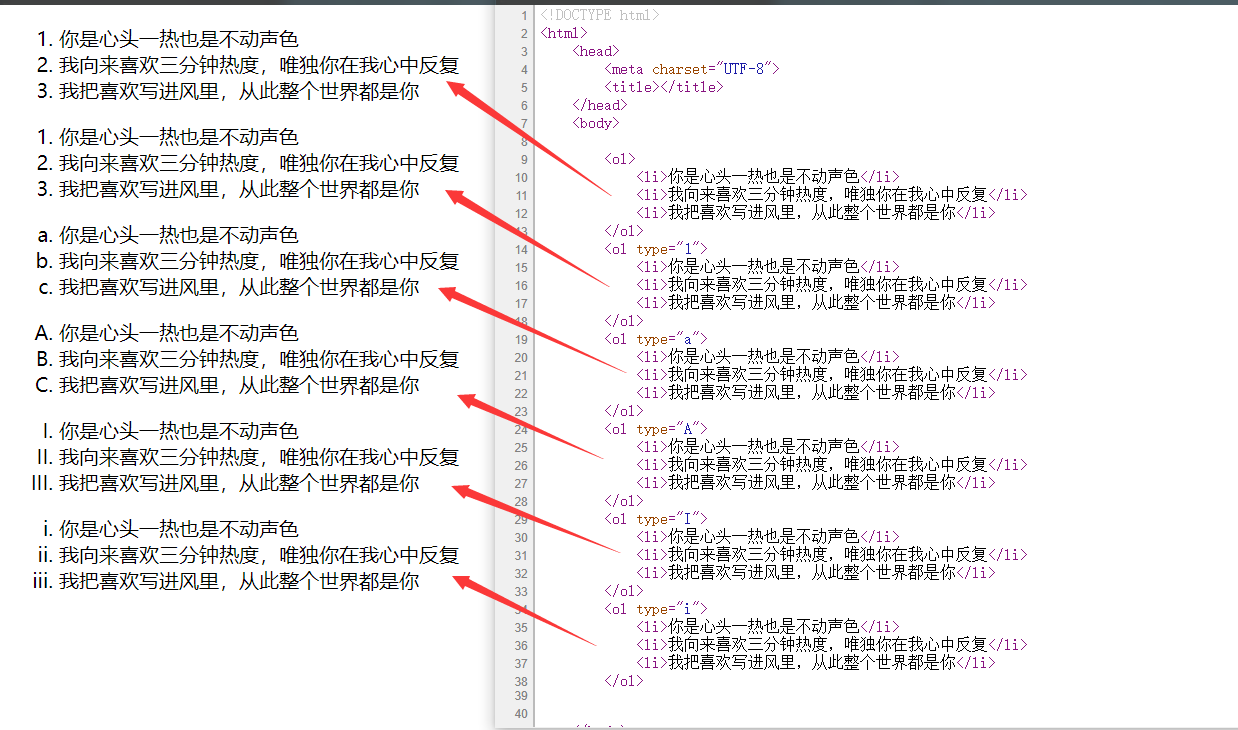 1. 你是心头一热也是不动声色
2. 我向来喜欢三分钟热度，唯独你在我心中反复
3. 我把喜欢写进风里，从此整个世界都是你
1. 你是心头一热也是不动声色
2. 我向来喜欢三分钟热度，唯独你在我心中反复
3. 我把喜欢写进风里，从此整个世界都是你
a. 你是心头一热也是不动声色
b. 我向来喜欢三分钟热度，唯独你在我心中反复
c. 我把喜欢写进风里，从此整个世界都是你
A. 你是心头一热也是不动声色
B. 我向来喜欢三分钟热度，唯独你在我心中反复
C. 我把喜欢写进风里，从此整个世界都是你
I. 你是心头一热也是不动声色
II. 我向来喜欢三分钟热度，唯独你在我心中反复
III. 我把喜欢写进风里，从此整个世界都是你
i. 你是心头一热也是不动声色
ii. 我向来喜欢三分钟热度，唯独你在我心中反复
iii. 我把喜欢写进风里，从此整个世界都是你
1 <!DOCTYPE html>
2 <html>
3 <head>
4 <meta charset="UTF-8">
5 <title></title>
6 </head>
7 <body>
8
9 <ol>
10 <li>你是心头一热也是不动声色</li>
11 <li>我向来喜欢三分钟热度，唯独你在我心中反复</li>
12 <li>我把喜欢写进风里，从此整个世界都是你</li>
13 </ol>
14 <ol type="1">
15 <li>你是心头一热也是不动声色</li>
16 <li>我向来喜欢三分钟热度，唯独你在我心中反复</li>
17 <li>我把喜欢写进风里，从此整个世界都是你</li>
18 </ol>
19 <ol type="a">
20 <li>你是心头一热也是不动声色</li>
21 <li>我向来喜欢三分钟热度，唯独你在我心中反复</li>
22 <li>我把喜欢写进风里，从此整个世界都是你</li>
23 </ol>
24 <ol type="A">
25 <li>你是心头一热也是不动声色</li>
26 <li>我向来喜欢三分钟热度，唯独你在我心中反复</li>
27 <li>我把喜欢写进风里，从此整个世界都是你</li>
28 </ol>
29 <ol type="I">
30 <li>你是心头一热也是不动声色</li>
31 <li>我向来喜欢三分钟热度，唯独你在我心中反复</li>
32 <li>我把喜欢写进风里，从此整个世界都是你</li>
33 </ol>
34 <ol type="i">
35 <li>你是心头一热也是不动声色</li>
36 <li>我向来喜欢三分钟热度，唯独你在我心中反复</li>
37 <li>我把喜欢写进风里，从此整个世界都是你</li>
38 </ol>
39
40